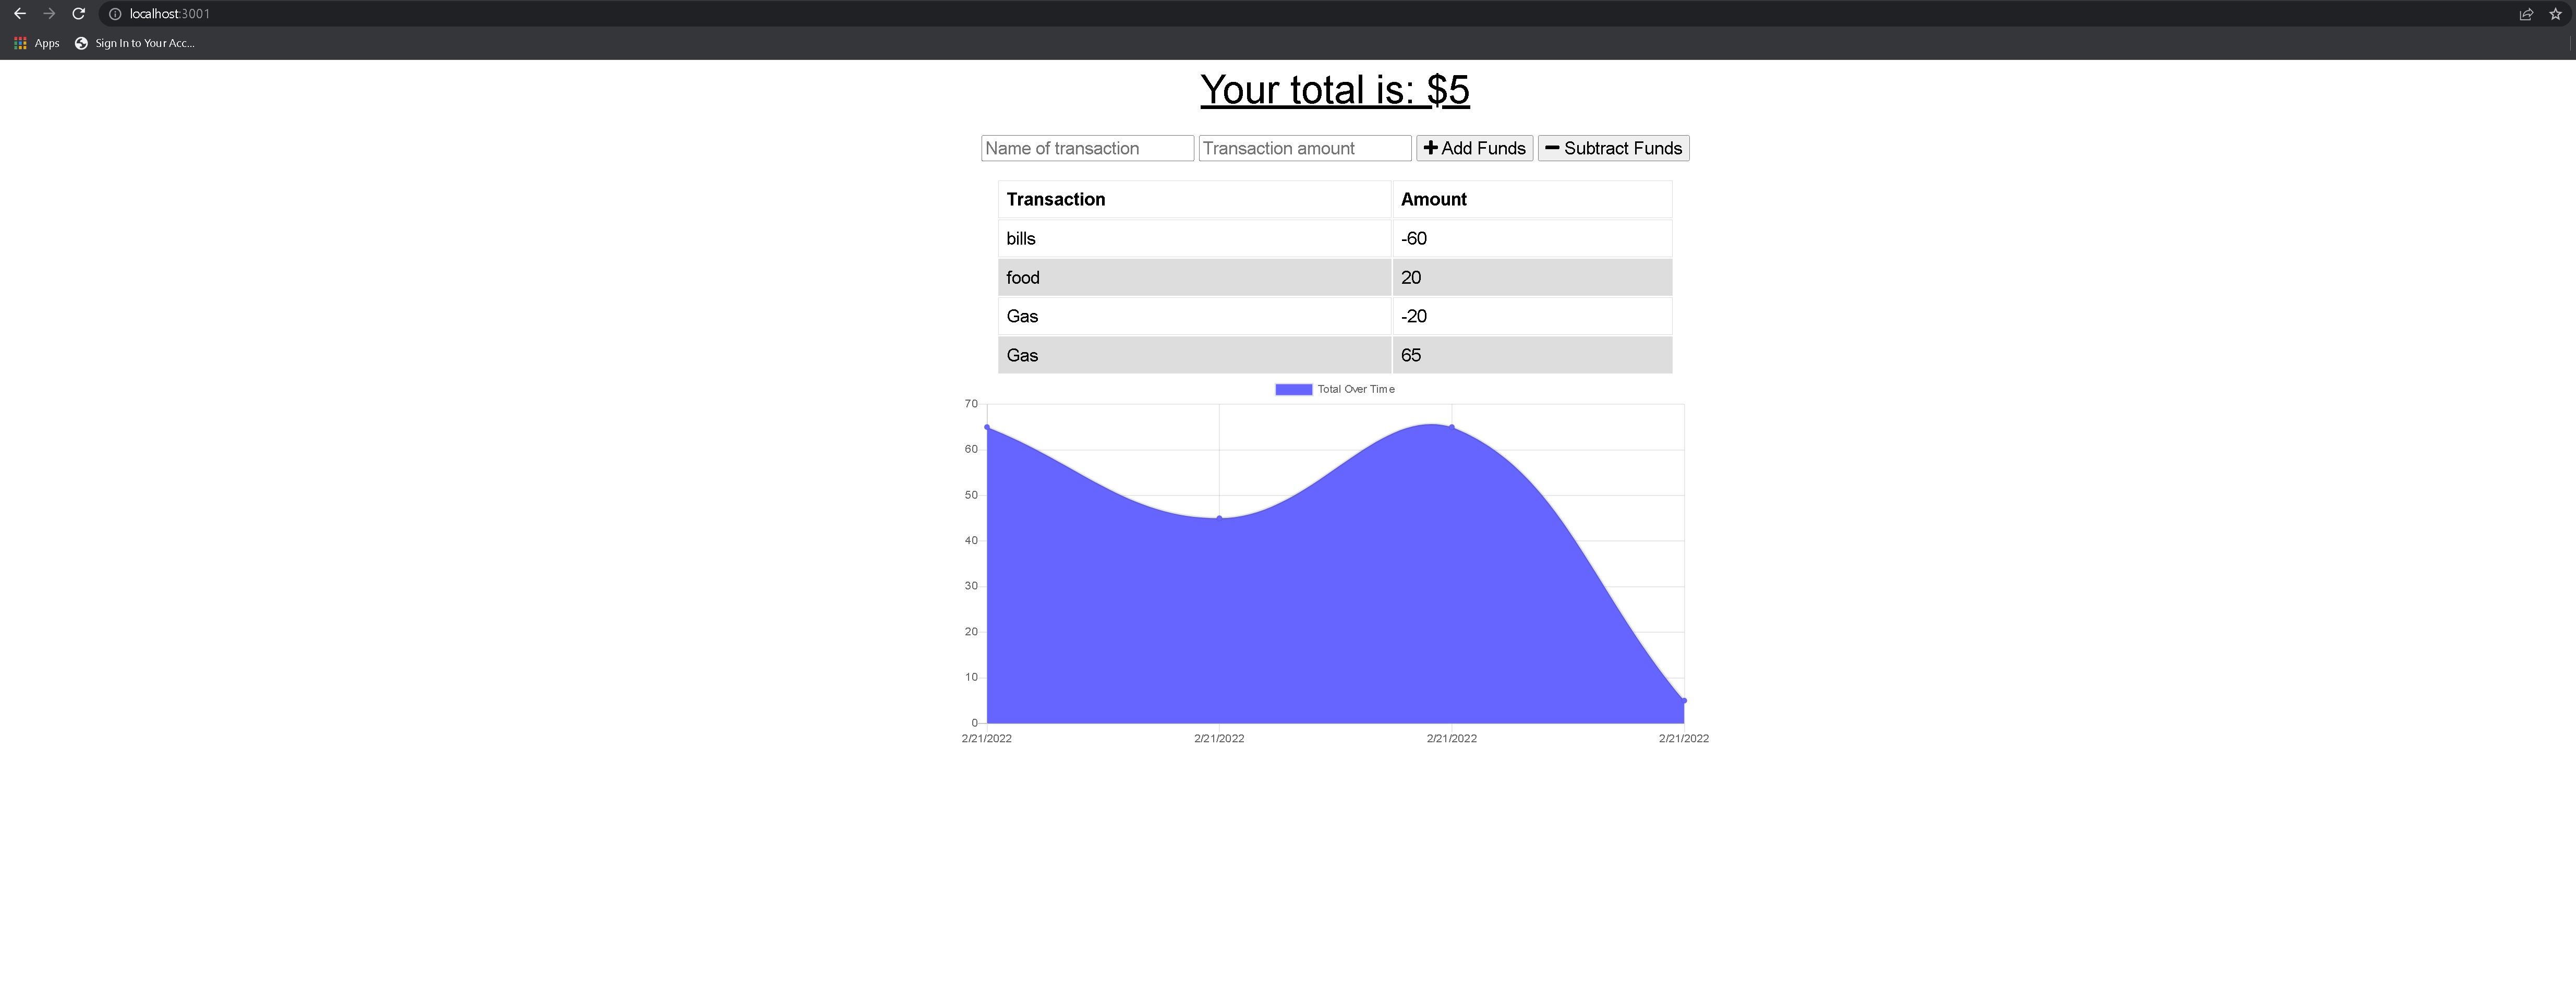 localhost:3001
Apps Sign In to Your Acc...
Your total is: $5
Name of transaction Transaction amount Add Funds Subtract Funds
Transaction Amount
bills -60
food 20
Gas -20
Gas 65
Total Over Time
70
60
50
40
30
20
10
0
2/21/2022 2/21/2022 2/21/2022 2/21/2022